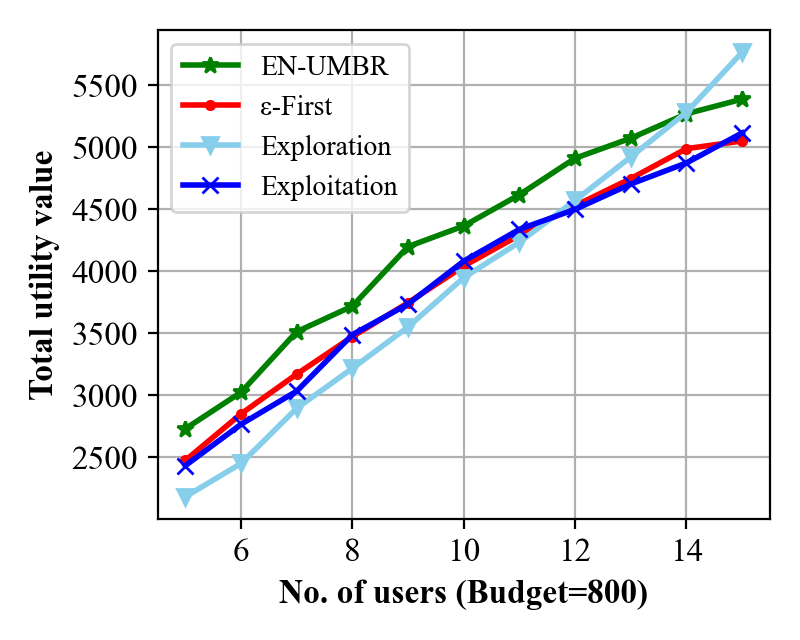 EN-UMBR
ε-First
Exploration
Exploitation
5500
5000
4500
4000
3500
3000
2500
Total utility value
6 8 10 12 14
No. of users (Budget=800)